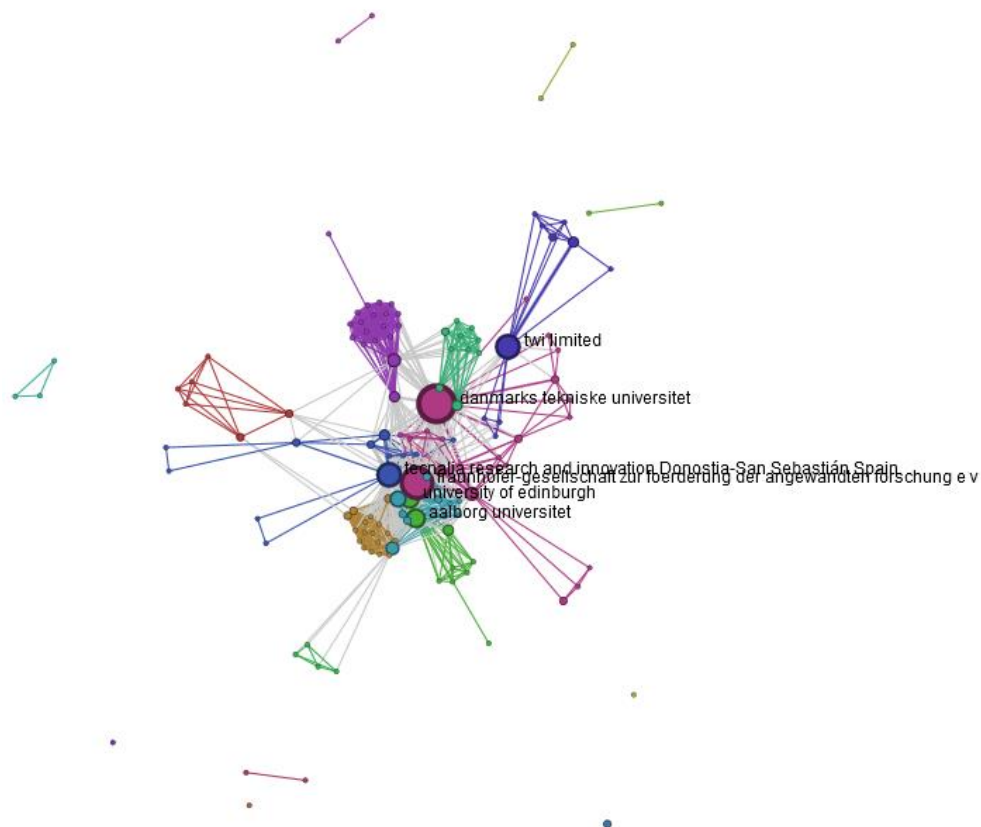 twi limited
danmarks tekniske universitet
tecnalia research and innovation Donostia-San Sebastián Spain
fraunhofer-gesellschaft zur foerderung der angewandten forschung e v
university of edinburgh
aalborg universitet